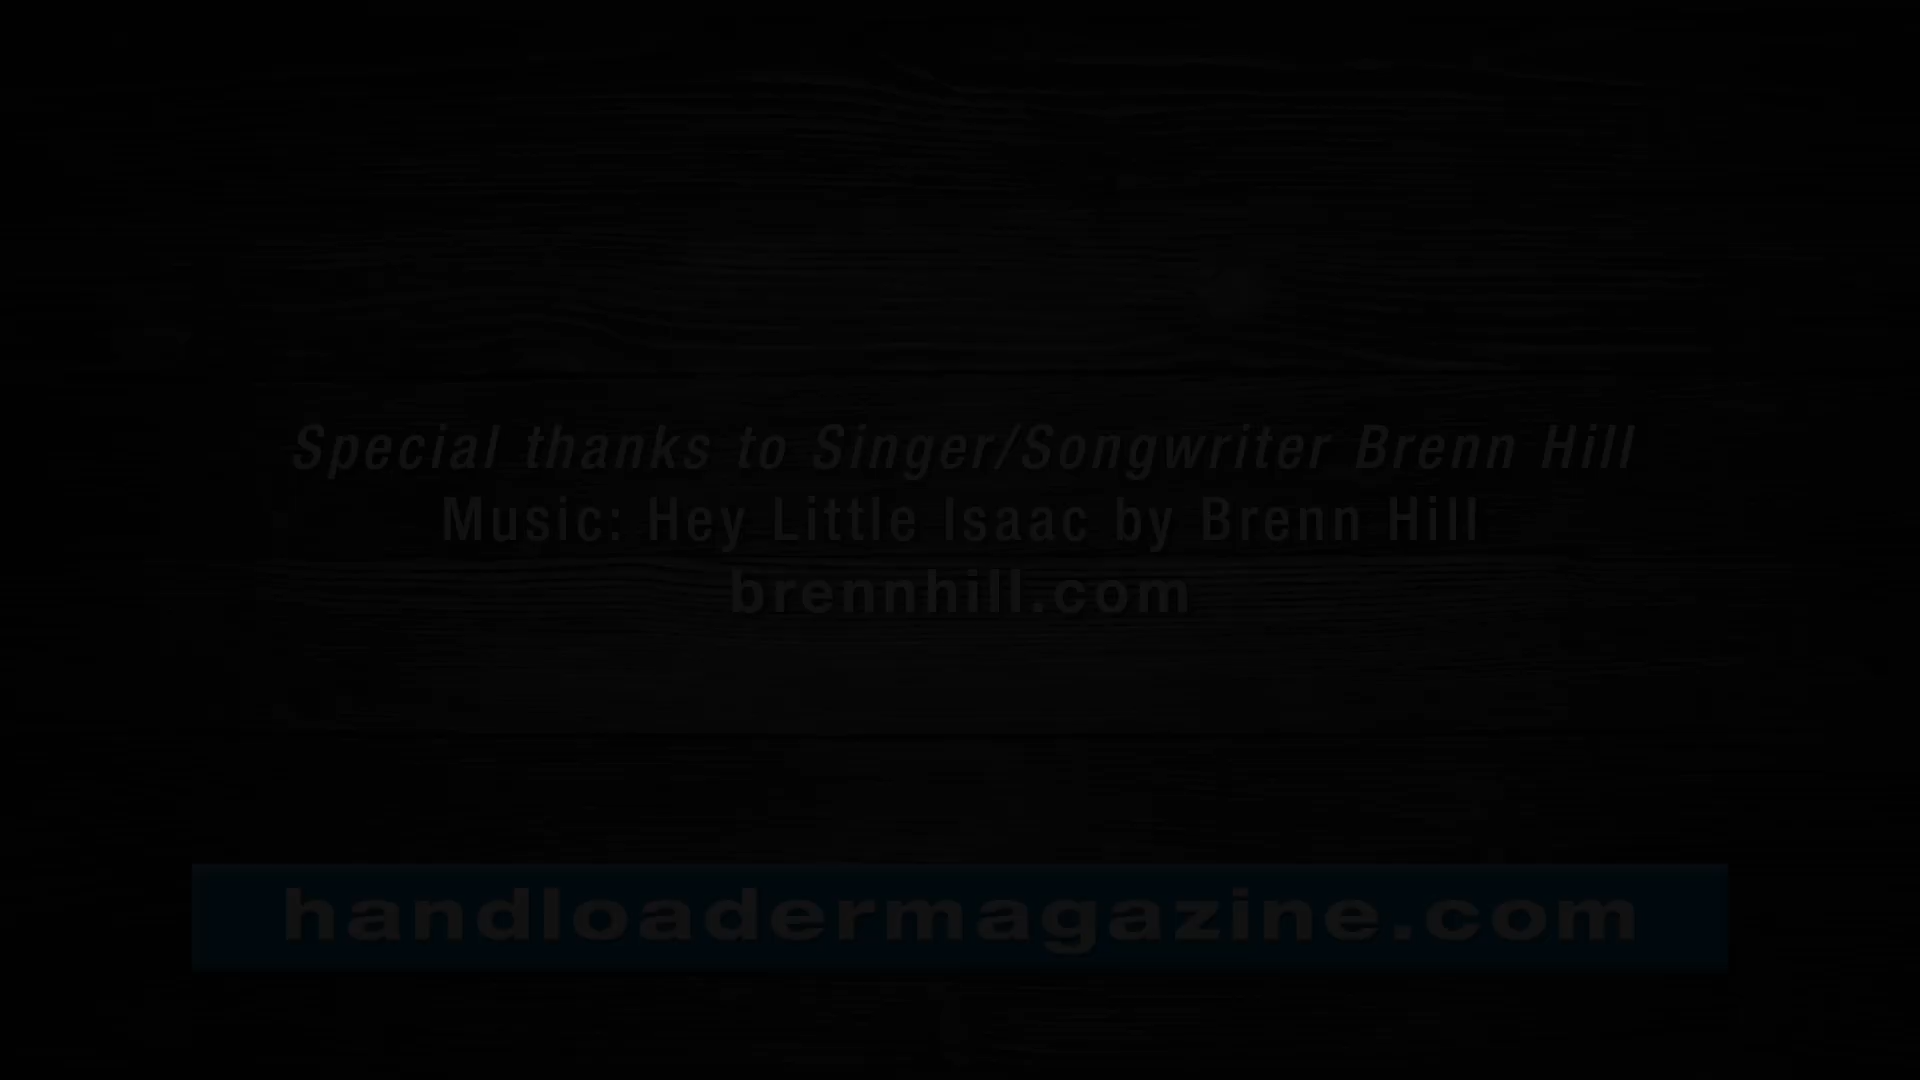 Special thanks to Singer/Songwriter Brenn Hill
Music: Hey Little Isaac by Brenn Hill
brennhill.com
handloadermagazine.com